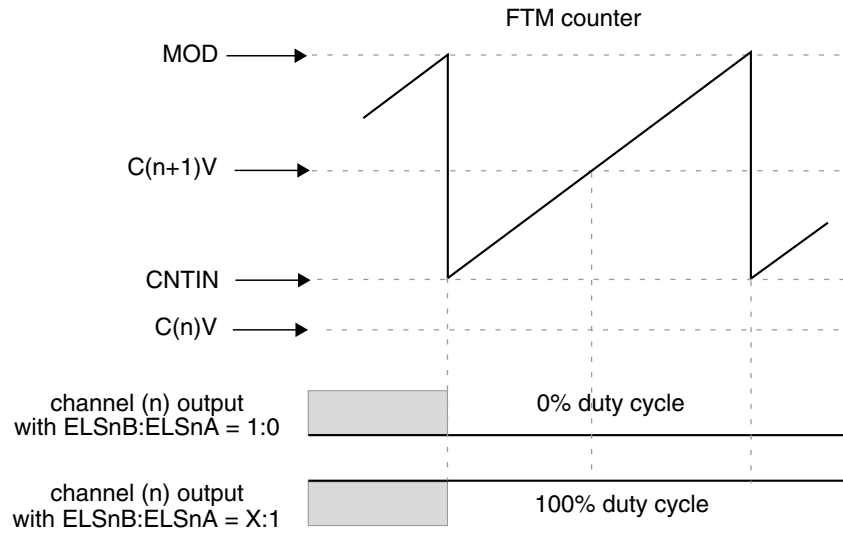 FTM counter
MOD
C(n+1)V
CNTIN
C(n)V
channel (n) output
with ELSnB:ELSnA = 1:0
0% duty cycle
channel (n) output
with ELSnB:ELSnA = X:1
100% duty cycle